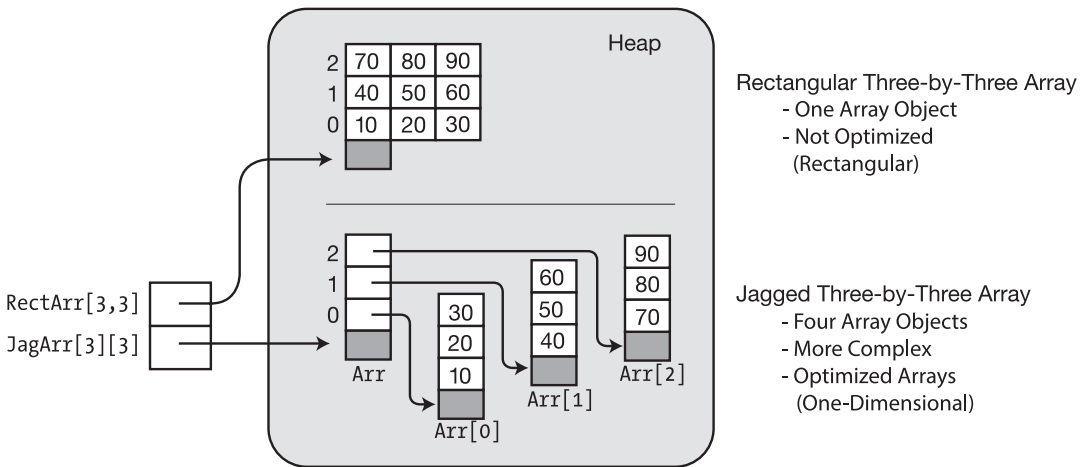 Heap
2 70 80 90
1 40 50 60
0 10 20 30
Rectangular Three-by-Three Array
- One Array Object
- Not Optimized
(Rectangular)
RectArr[3,3]
JagArr[3][3]
2
1
0
Arr
30
20
10
Arr[0]
60
50
40
Arr[1]
90
80
70
Arr[2]
Jagged Three-by-Three Array
- Four Array Objects
- More Complex
- Optimized Arrays
(One-Dimensional)